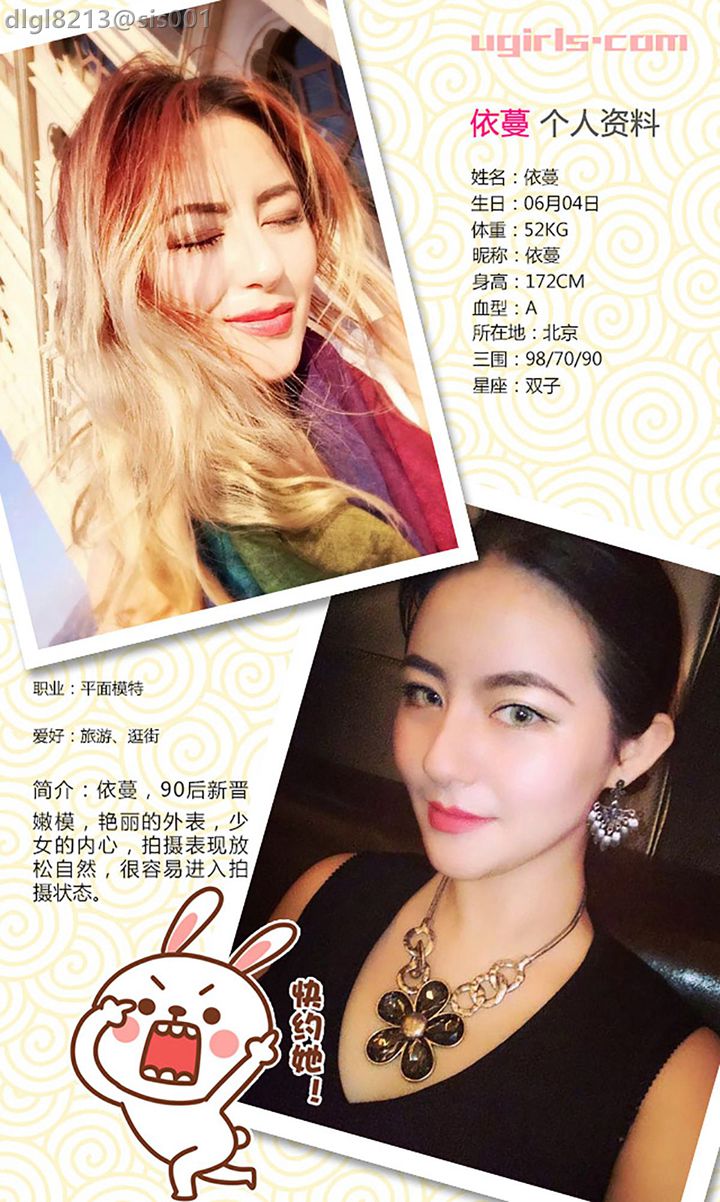 dlgl8213@sis001
ugirls.com
依蔓 个人资料
姓名：依蔓
生日：06月04日
体重：52KG
昵称：依蔓
身高：172CM
血型：A
所在地：北京
三围：98/70/90
星座：双子
职业：平面模特
爱好：旅游、逛街
简介：依蔓，90后新晋
嫩模，艳丽的外表，少
女的内心，拍摄表现放
松自然，很容易进入拍
摄状态。
快约她！